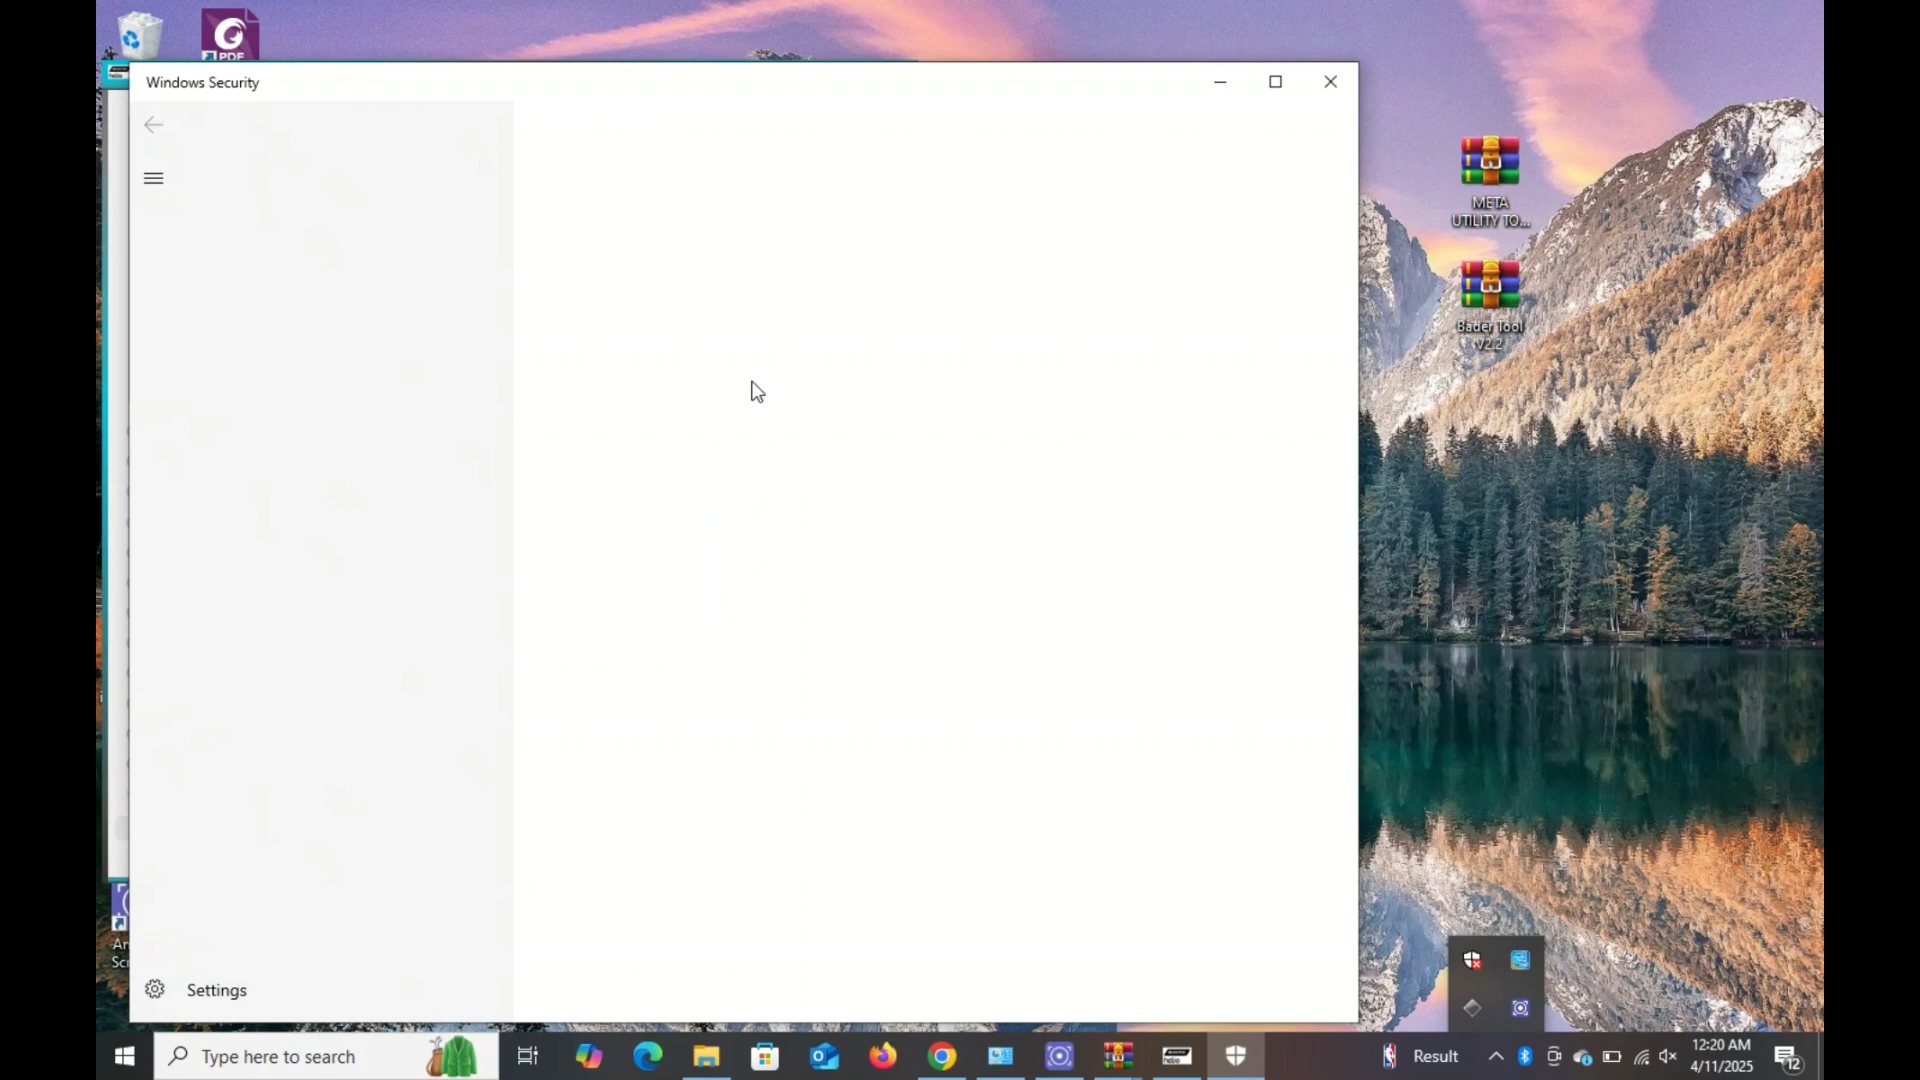 PDF
Windows Security
META
UTILITY TO...
Bader Tool
V2.2
Settings
Type here to search
Result
12:20 AM
4/11/2025
12